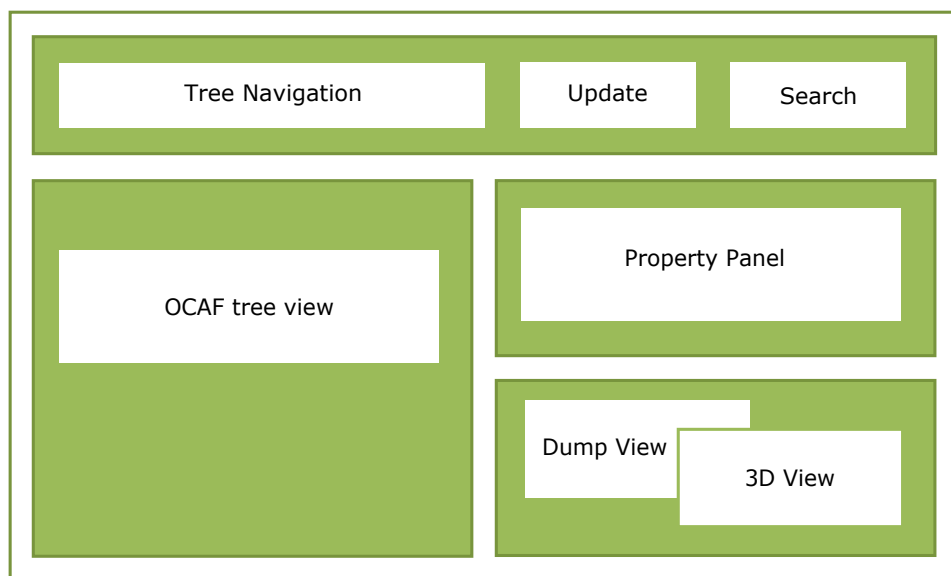 Tree Navigation
Update
Search
OCAF tree view
Property Panel
Dump View
3D View